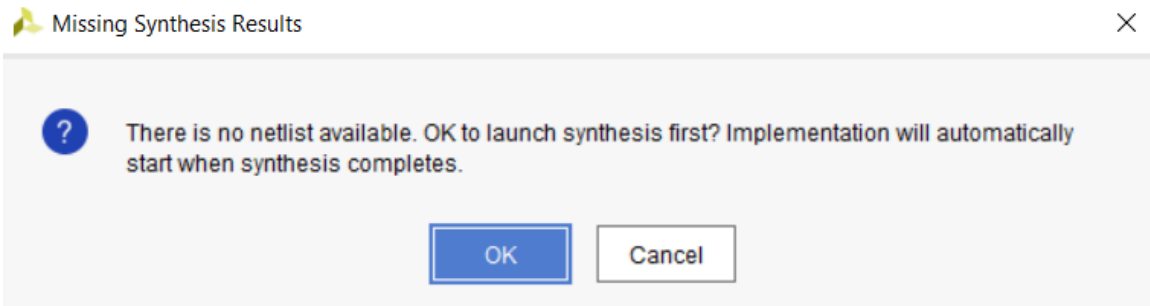 Missing Synthesis Results
?
There is no netlist available. OK to launch synthesis first? Implementation will automatically
start when synthesis completes.
OK
Cancel